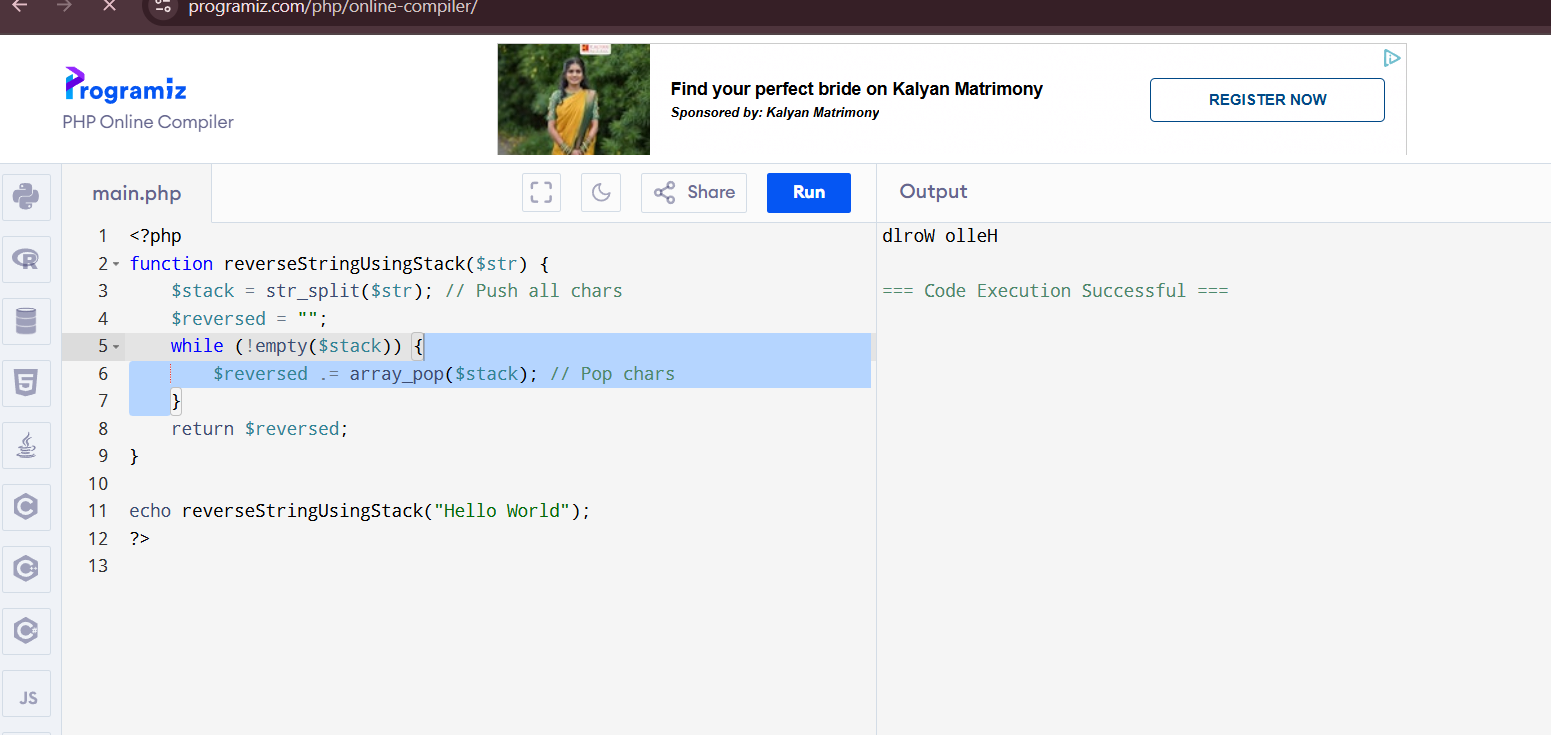 programiz.com/php/online-compiler/
Programiz
PHP Online Compiler
Find your perfect bride on Kalyan Matrimony
Sponsored by: Kalyan Matrimony
REGISTER NOW
main.php
Share
Run
Output
1 <?php
2 function reverseStringUsingStack($str) {
3 $stack = str_split($str); // Push all chars
4 $reversed = "";
5 while (!empty($stack)) {
6 $reversed .= array_pop($stack); // Pop chars
7 }
8 return $reversed;
9 }
10
11 echo reverseStringUsingStack("Hello World");
12 ?>
13
dlroW olleH
=== Code Execution Successful ===
JS